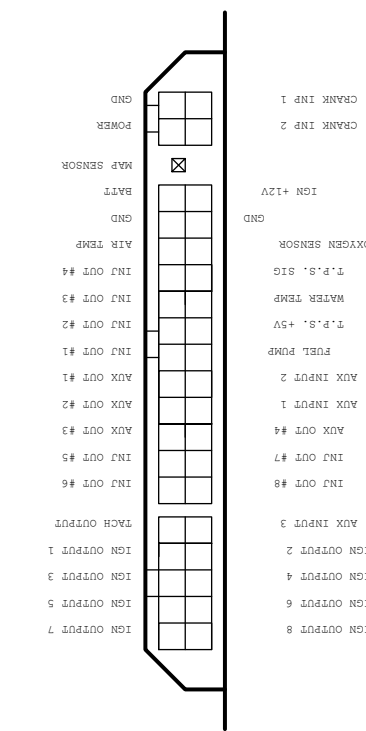 IGN OUTPUT 8
IGN OUTPUT 7
IGN OUTPUT 6
IGN OUTPUT 5
IGN OUTPUT 4
IGN OUTPUT 3
IGN OUTPUT 2
IGN OUTPUT 1
AUX INPUT 3
TACH OUTPUT
INJ OUT #8
INJ OUT #6
INJ OUT #7
INJ OUT #5
AUX OUT #4
AUX OUT #3
AUX INPUT 1
AUX OUT #2
AUX INPUT 2
AUX OUT #1
FUEL PUMP
INJ OUT #1
T.P.S. +5V
INJ OUT #2
WATER TEMP
INJ OUT #3
T.P.S. SIG
INJ OUT #4
OXYGEN SENSOR
AIR TEMP
GND
GND
IGN +12V
BATT
MAP SENSOR
CRANK INP 2
POWER
CRANK INP 1
GND